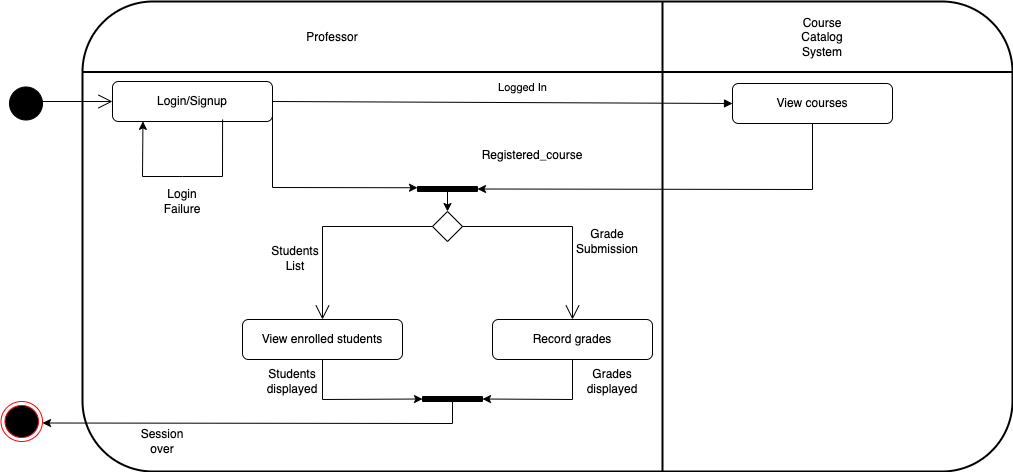 Professor
Course
Catalog
System
Login/Signup
Logged In
View courses
Registered_course
Login
Failure
Students
List
Grade
Submission
View enrolled students
Record grades
Students
displayed
Grades
displayed
Session
over